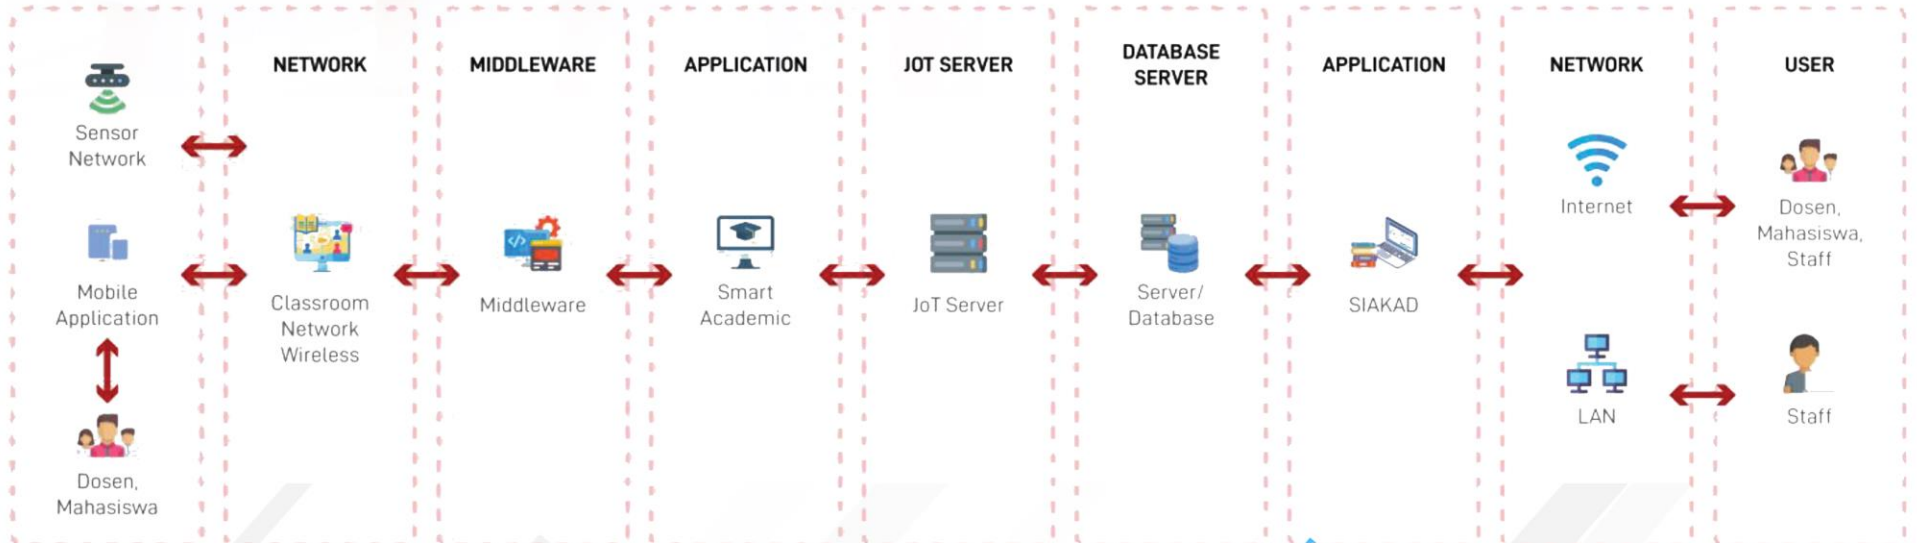 Sensor
Network
Mobile
Application
Dosen,
Mahasiswa
NETWORK
Classroom
Network
Wireless
MIDDLEWARE
Middleware
APPLICATION
Smart
Academic
JOT SERVER
JoT Server
DATABASE
SERVER
Server/
Database
APPLICATION
SIAKAD
NETWORK
Internet
LAN
USER
Dosen,
Mahasiswa,
Staff
Staff